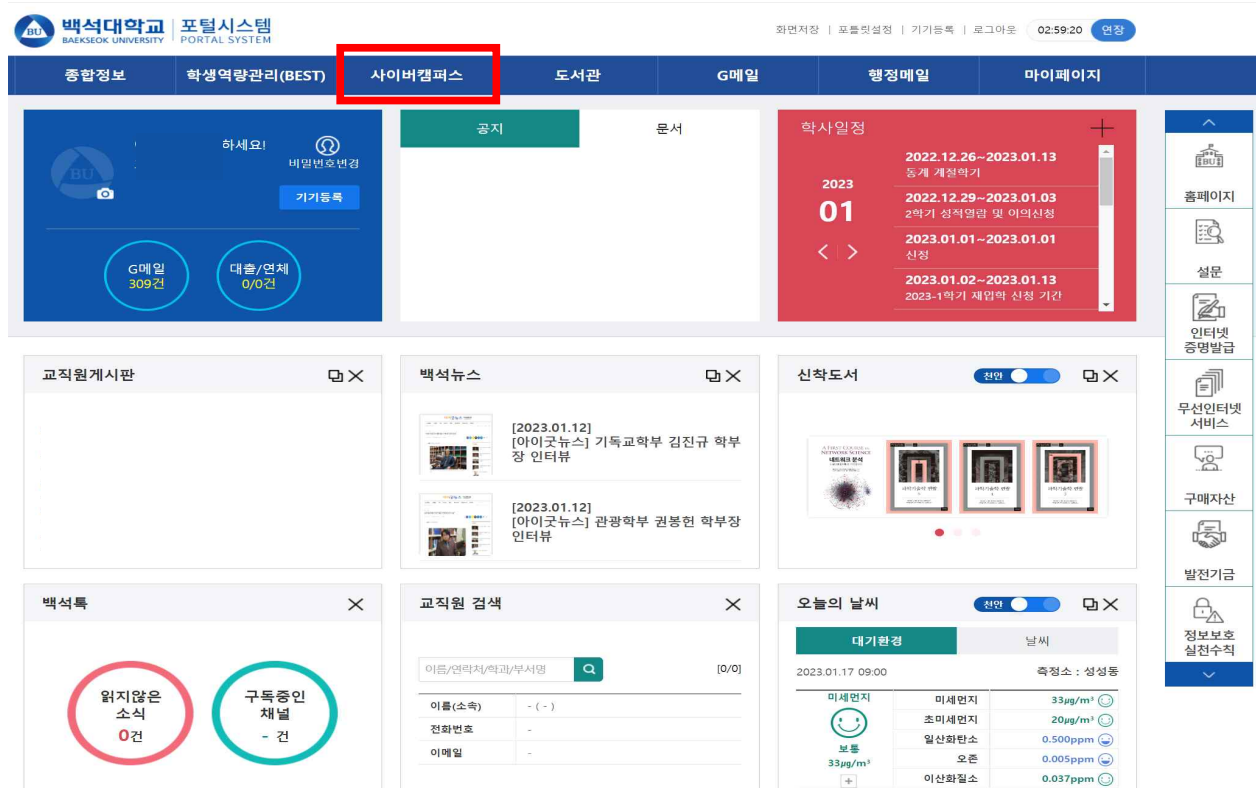 백석대학교 포털시스템
BAEKSEOK UNIVERSITY PORTAL SYSTEM
화면저장 | 포틀릿설정 | 기기등록 | 로그아웃 02:59:20 연장
종합정보 학생역량관리(BEST) 사이버캠퍼스 도서관 G메일 행정메일 마이페이지
하세요!
비밀번호변경
기기등록
G메일
309건
대출/연체
0/0건
공지 문서
학사일정
2023
01
2022.12.26~2023.01.13
동계 계절학기
2022.12.29~2023.01.03
2학기 성적열람 및 이의신청
2023.01.01~2023.01.01
신정
2023.01.02~2023.01.13
2023-1학기 재입학 신청 기간
홈페이지
설문
인터넷
증명발급
무선인터넷
서비스
구매자산
발전기금
정보보호
실천수칙
교직원게시판
백석뉴스
[2023.01.12]
[아이굿뉴스] 기독교학부 김진규 학부
장 인터뷰
[2023.01.12]
[아이굿뉴스] 관광학부 권봉헌 학부장
인터뷰
신착도서 천안
A FIRST COURSE in
NETWORK SCIENCE
네트워크 분석
백석톡
읽지않은
소식
0건
구독중인
채널
- 건
교직원 검색
이름/연락처/학과/부서명 [0/0]
이름(소속) - ( - )
전화번호 -
이메일 -
오늘의 날씨 천안
대기환경 날씨
2023.01.17 09:00 측정소 : 성성동
미세먼지
보통
33㎍/m³
미세먼지 33㎍/m³
초미세먼지 20㎍/m³
일산화탄소 0.500ppm
오존 0.005ppm
이산화질소 0.037ppm